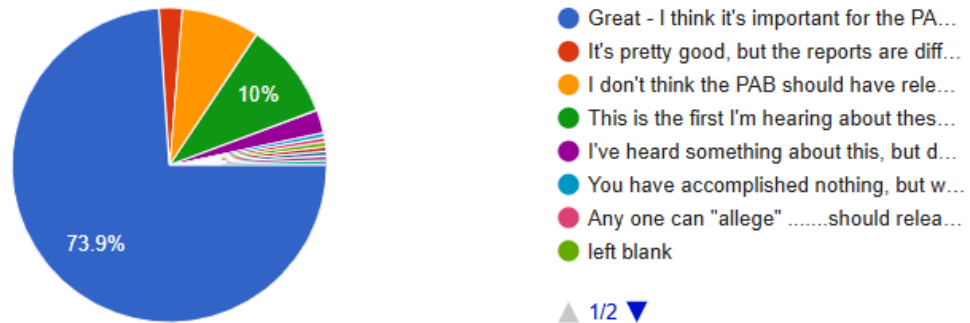 10%
73.9%
Great - I think it's important for the PA...
It's pretty good, but the reports are diff...
I don't think the PAB should have rele...
This is the first I'm hearing about thes...
I've heard something about this, but d...
You have accomplished nothing, but w...
Any one can "allege" .......should relea...
left blank
1/2